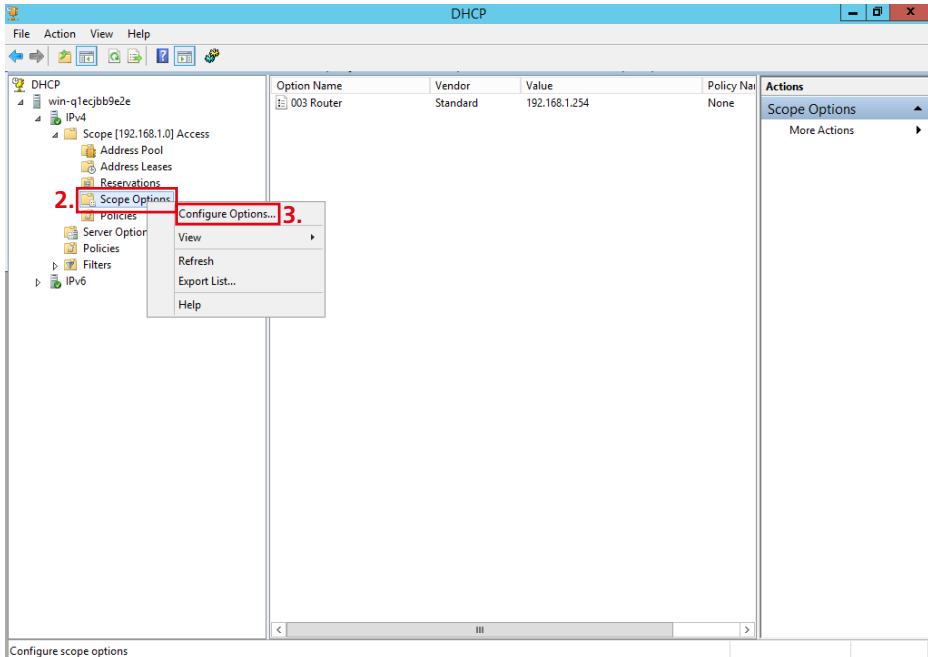 DHCP
File Action View Help
DHCP
win-q1ecjbb9e2e
IPv4
Scope [192.168.1.0] Access
Address Pool
Address Leases
Reservations
2. Scope Options
Policies
Server Option
Policies
Filters
IPv6
Configure Options... 3.
View
Refresh
Export List...
Help
Option Name Vendor Value Policy Nar
003 Router Standard 192.168.1.254 None
Actions
Scope Options
More Actions
Configure scope options